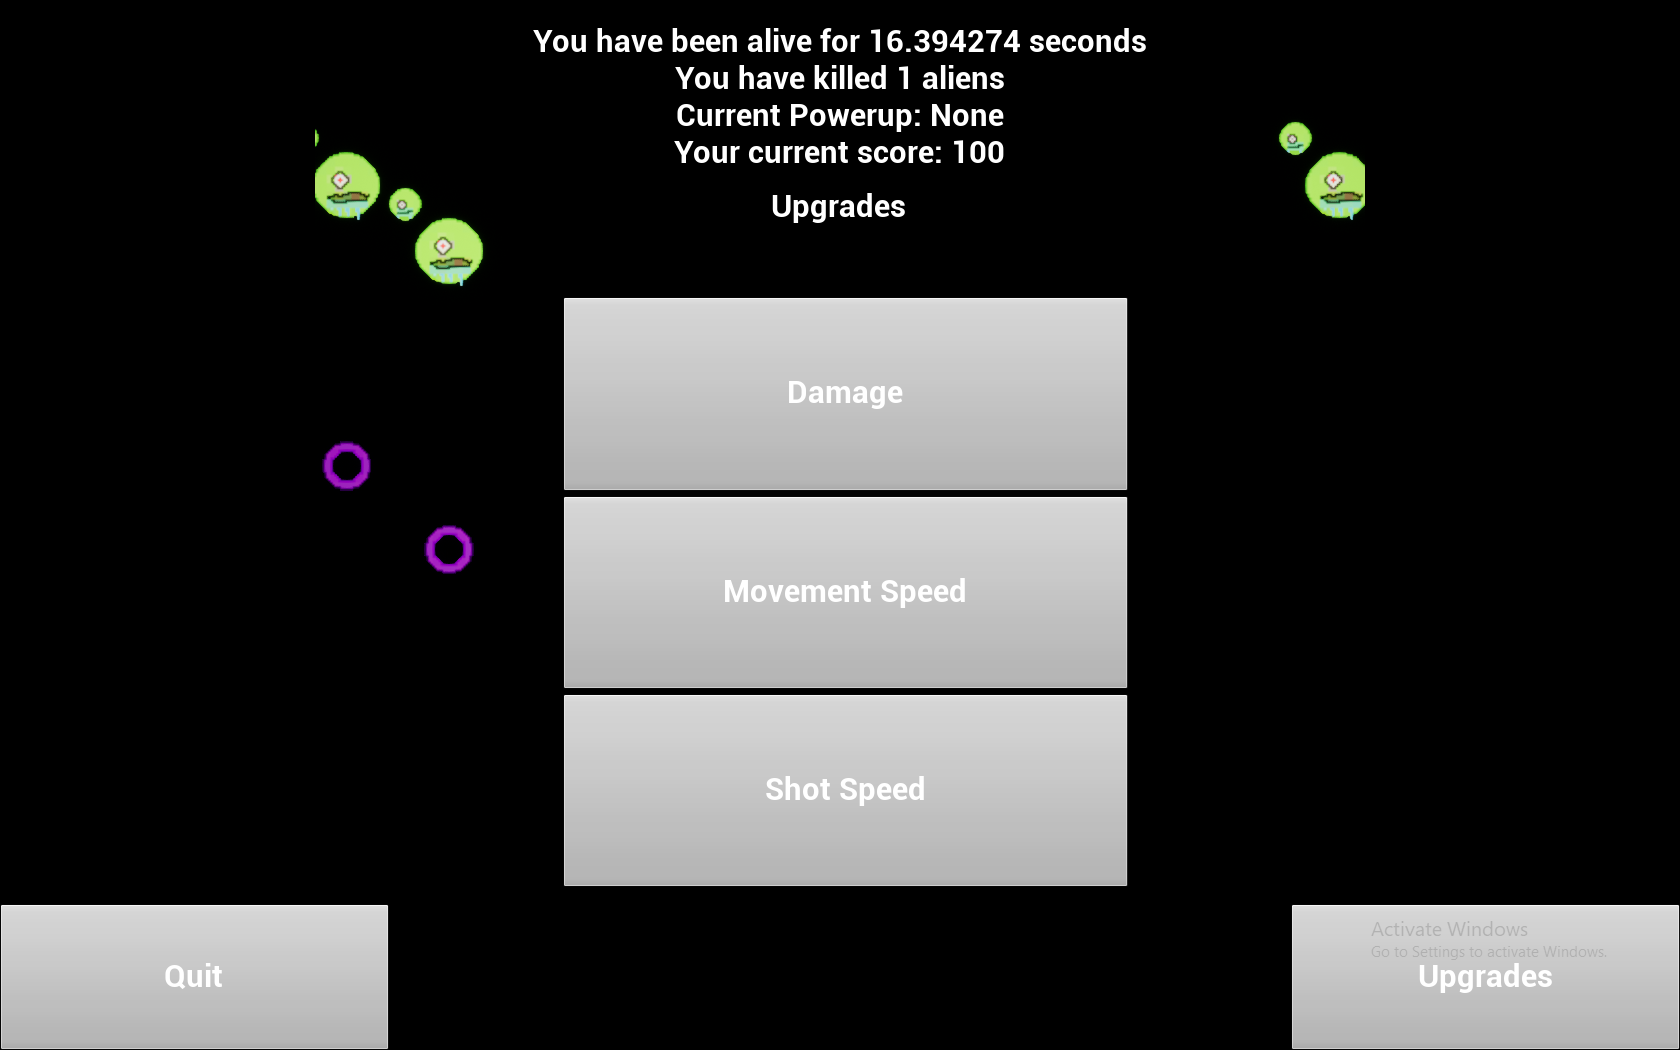 You have been alive for 16.394274 seconds
You have killed 1 aliens
Current Powerup: None
Your current score: 100
Upgrades
Damage
Movement Speed
Shot Speed
Quit
Activate Windows
Go to Settings to activate Windows.
Upgrades